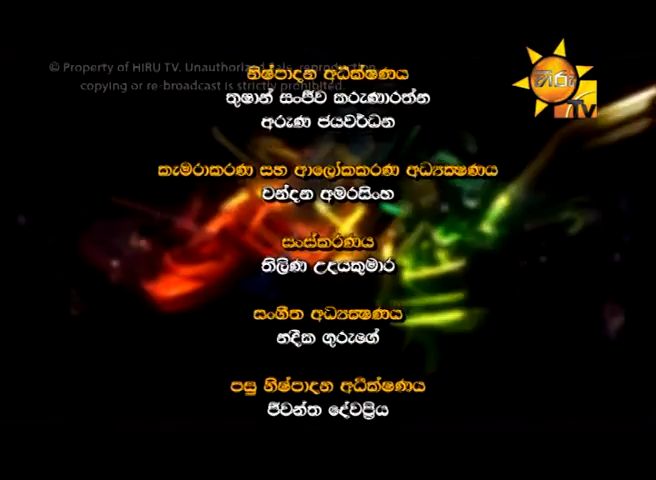 © Property of HIRU TV. Unauthorized
reproduction
copying or re-broadcast is strictly prohibited.
හිරු
TV
නිෂ්පාදන අධීක්ෂණය
තුෂාන් සංජීව කරුණාරත්න
අරුණ ජයවර්ධන
කැමරාකරණ සහ ආලෝකකරණ අධ්‍යක්ෂණය
චන්දන අමරසිංහ
සංස්කරණය
තිලිණ උදයකුමාර
සංගීත අධ්‍යක්ෂණය
නදීක ගුරුගේ
පසු නිෂ්පාදන අධීක්ෂණය
ජීවන්ත දේවප්‍රිය